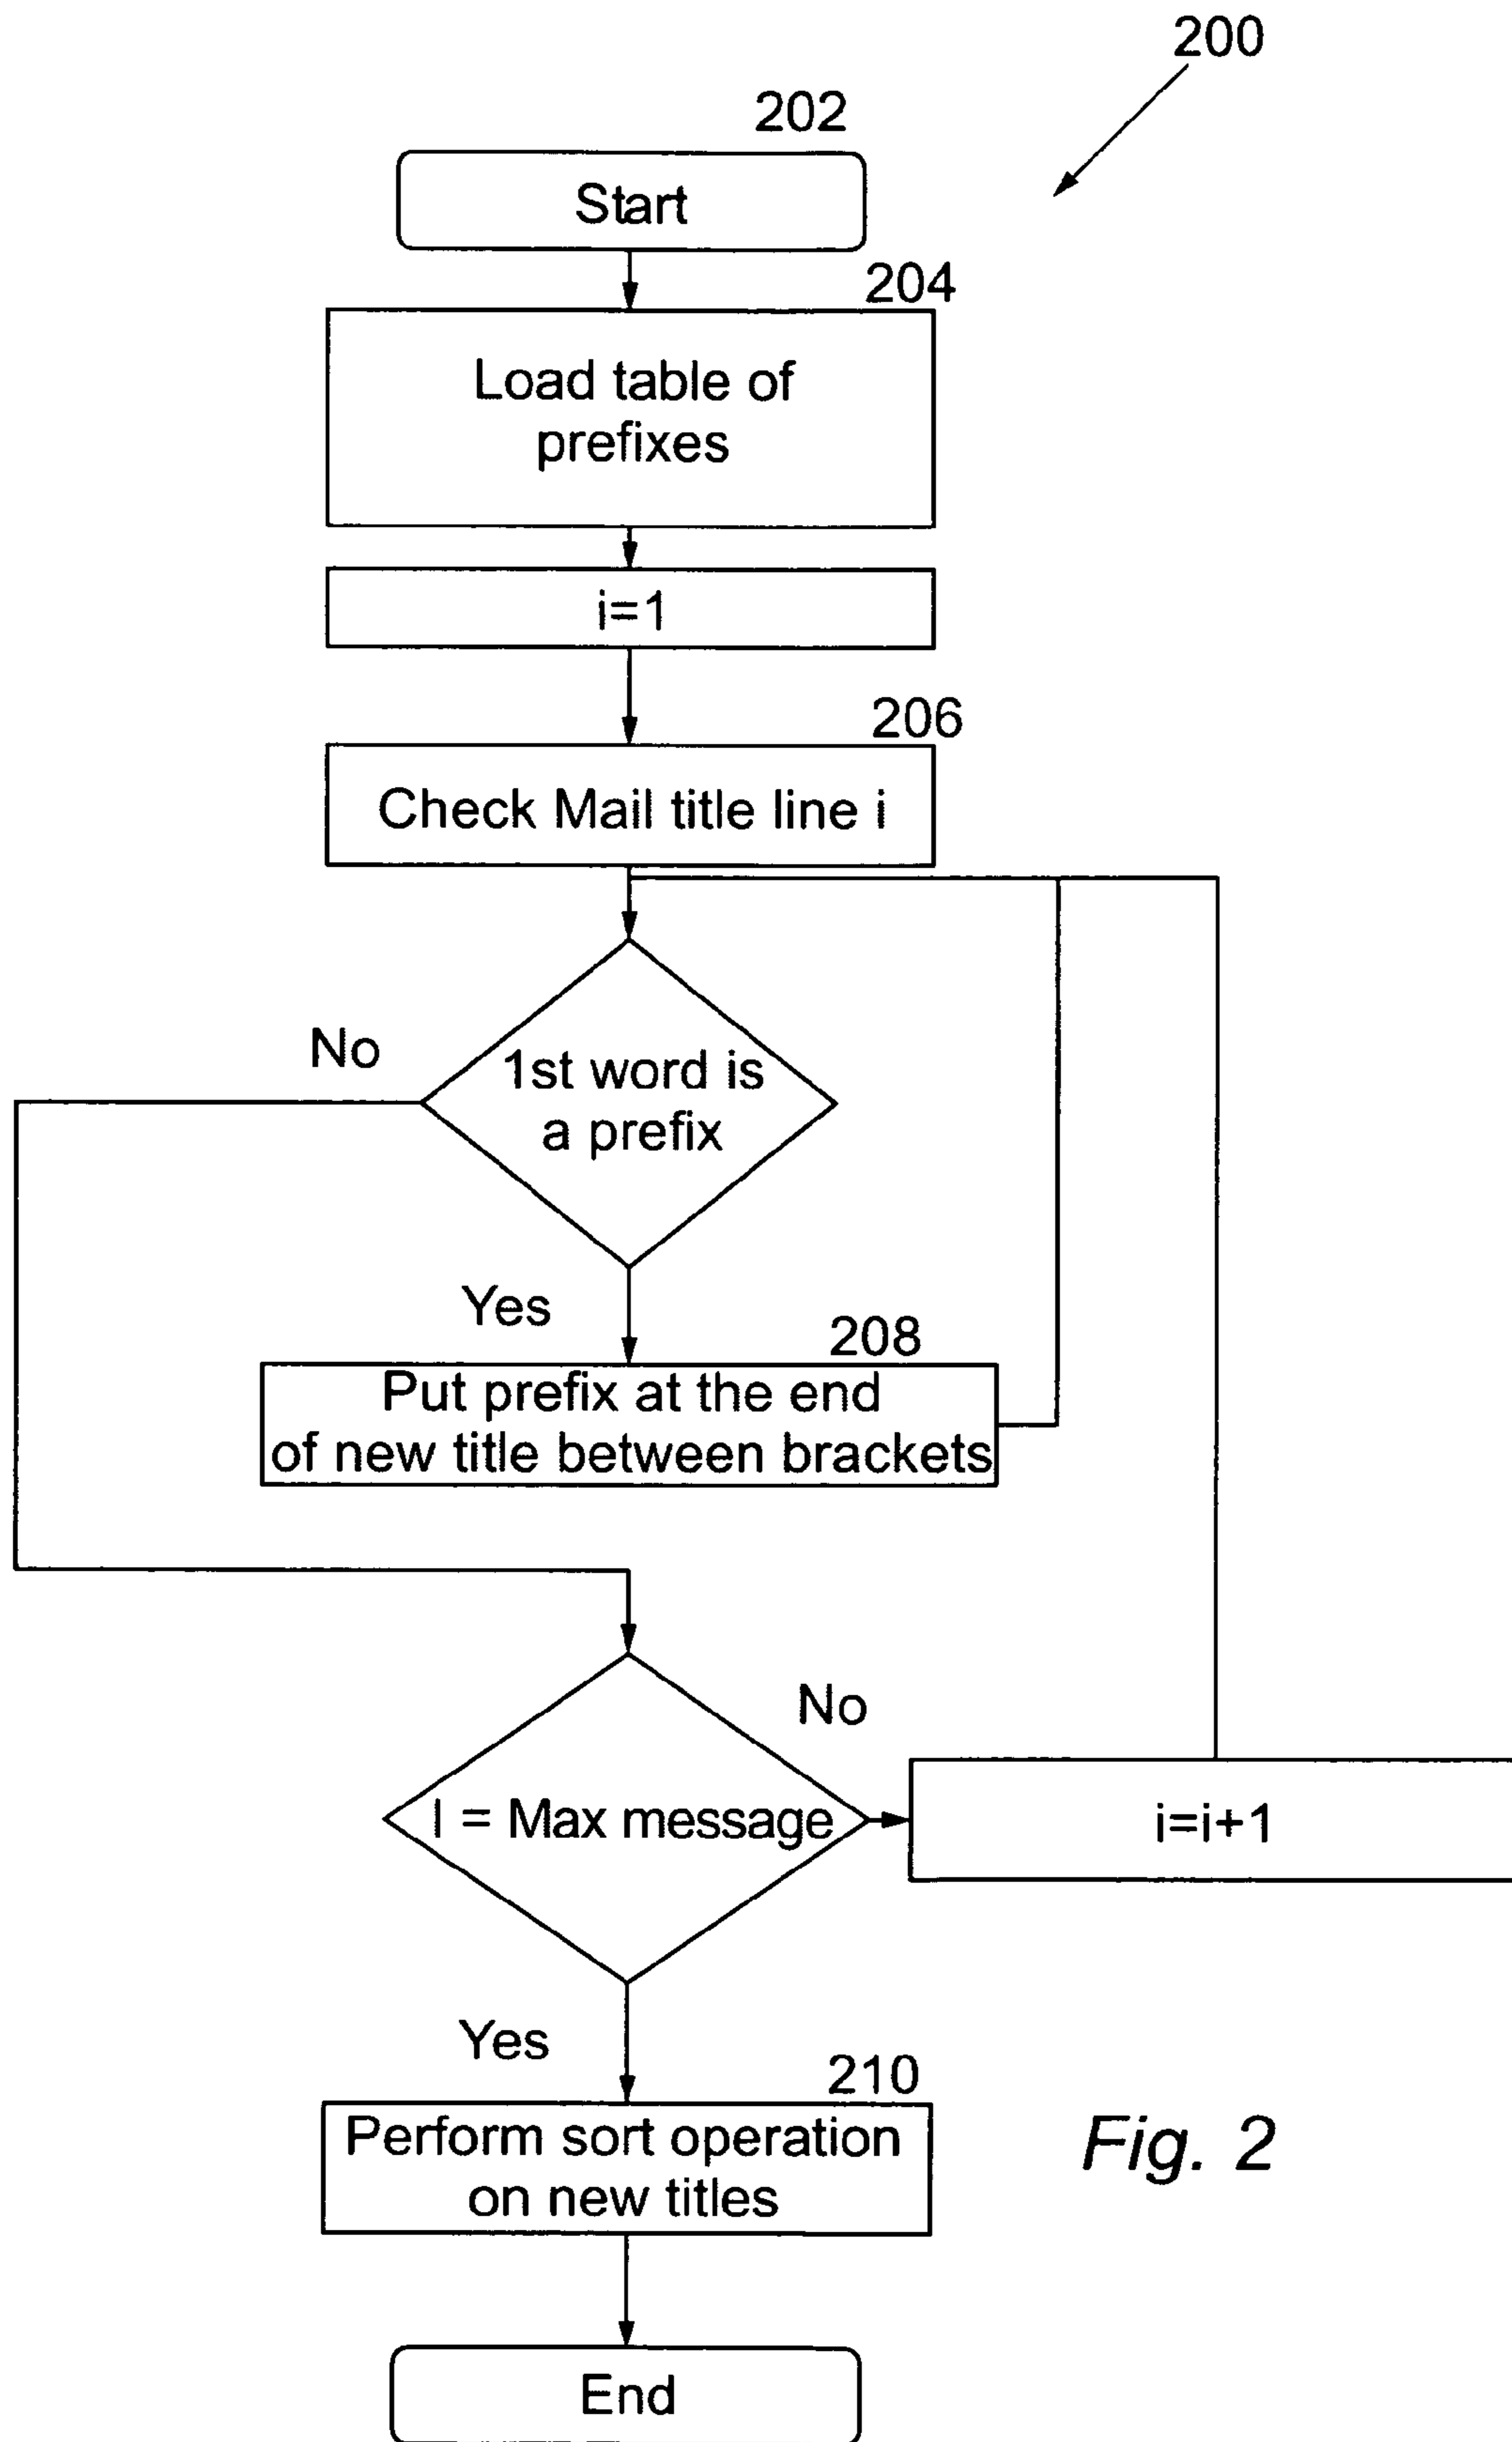 200
202
Start
204
Load table of
prefixes
i=1
206
Check Mail title line i
No
1st word is
a prefix
Yes
208
Put prefix at the end
of new title between brackets
No
I = Max message
i=i+1
Yes
210
Perform sort operation
on new titles
Fig. 2
End